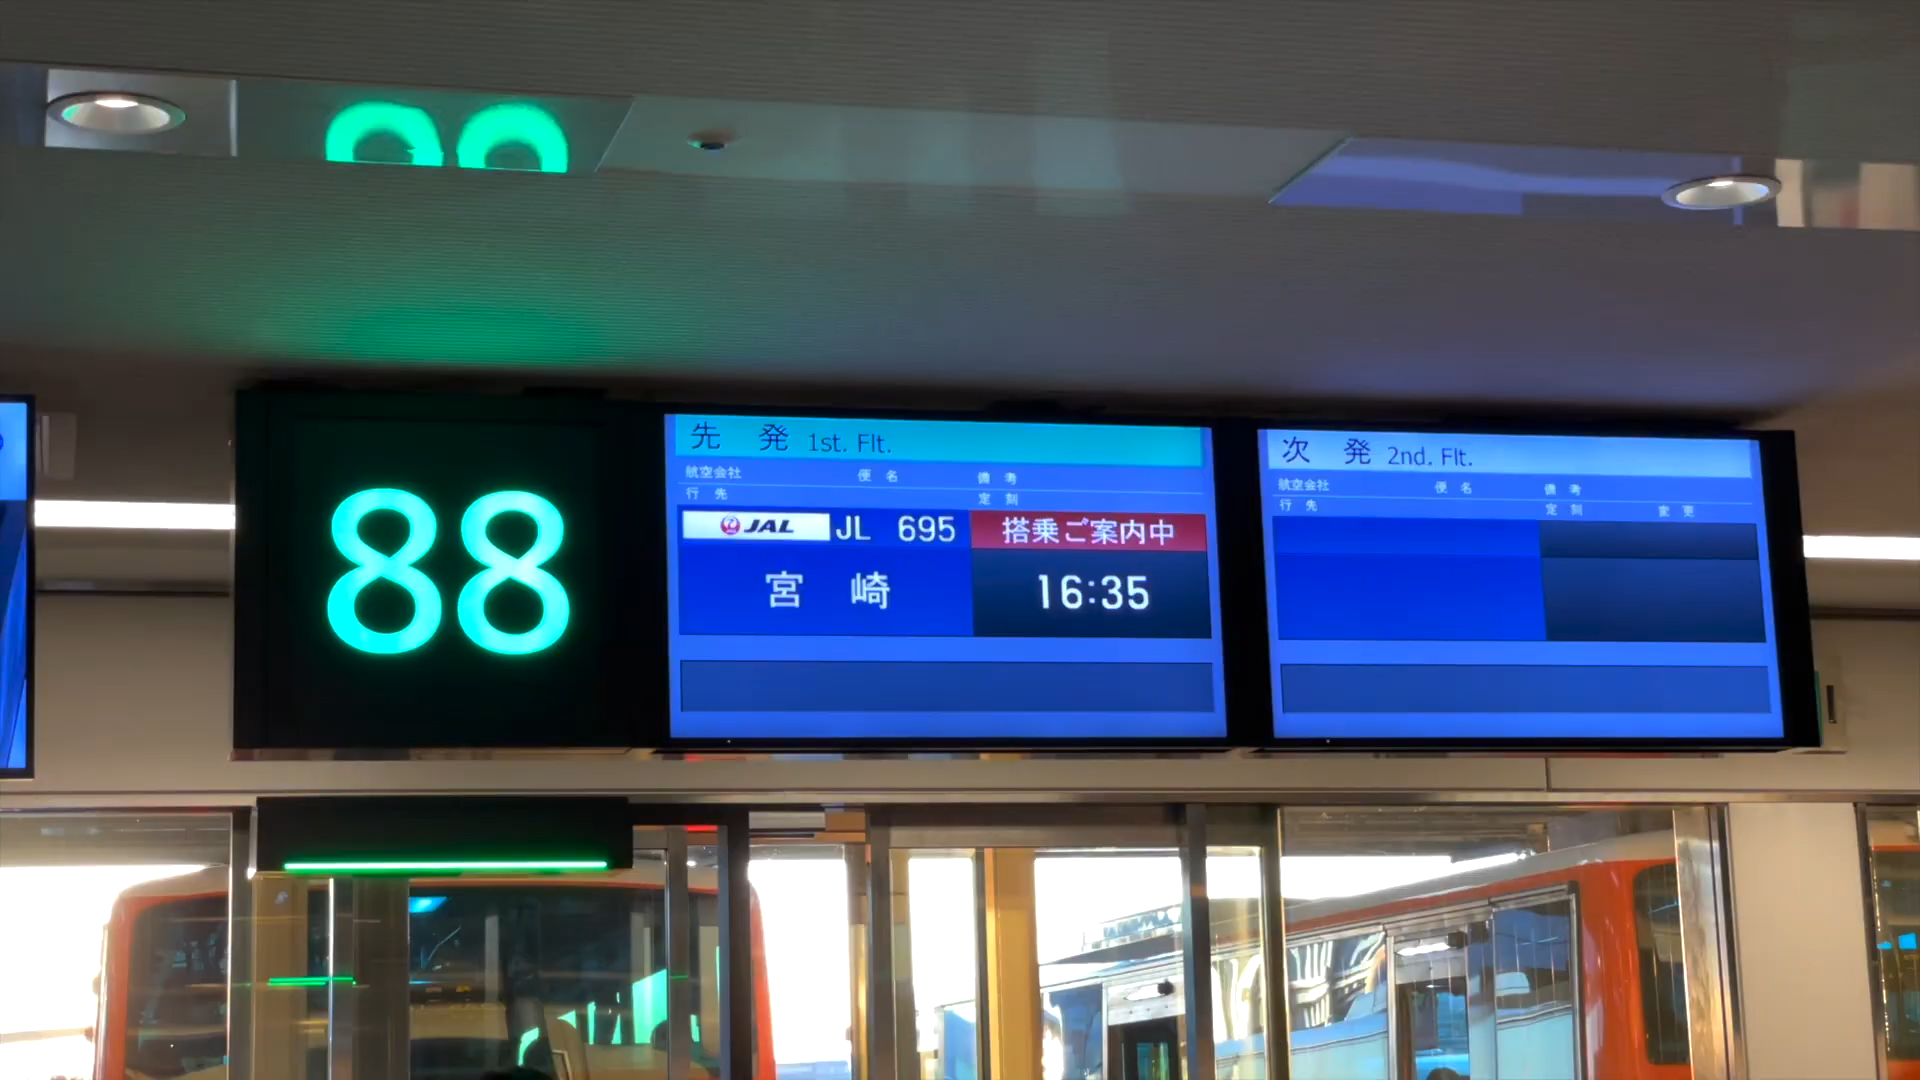 88
先 発 1st. Flt.
航空会社 便 名 備 考
行 先 定 刻
JAL JL 695 搭乗ご案内中
宮 崎 16:35
次 発 2nd. Flt.
航空会社 便 名 備 考
行 先 定 刻 変 更